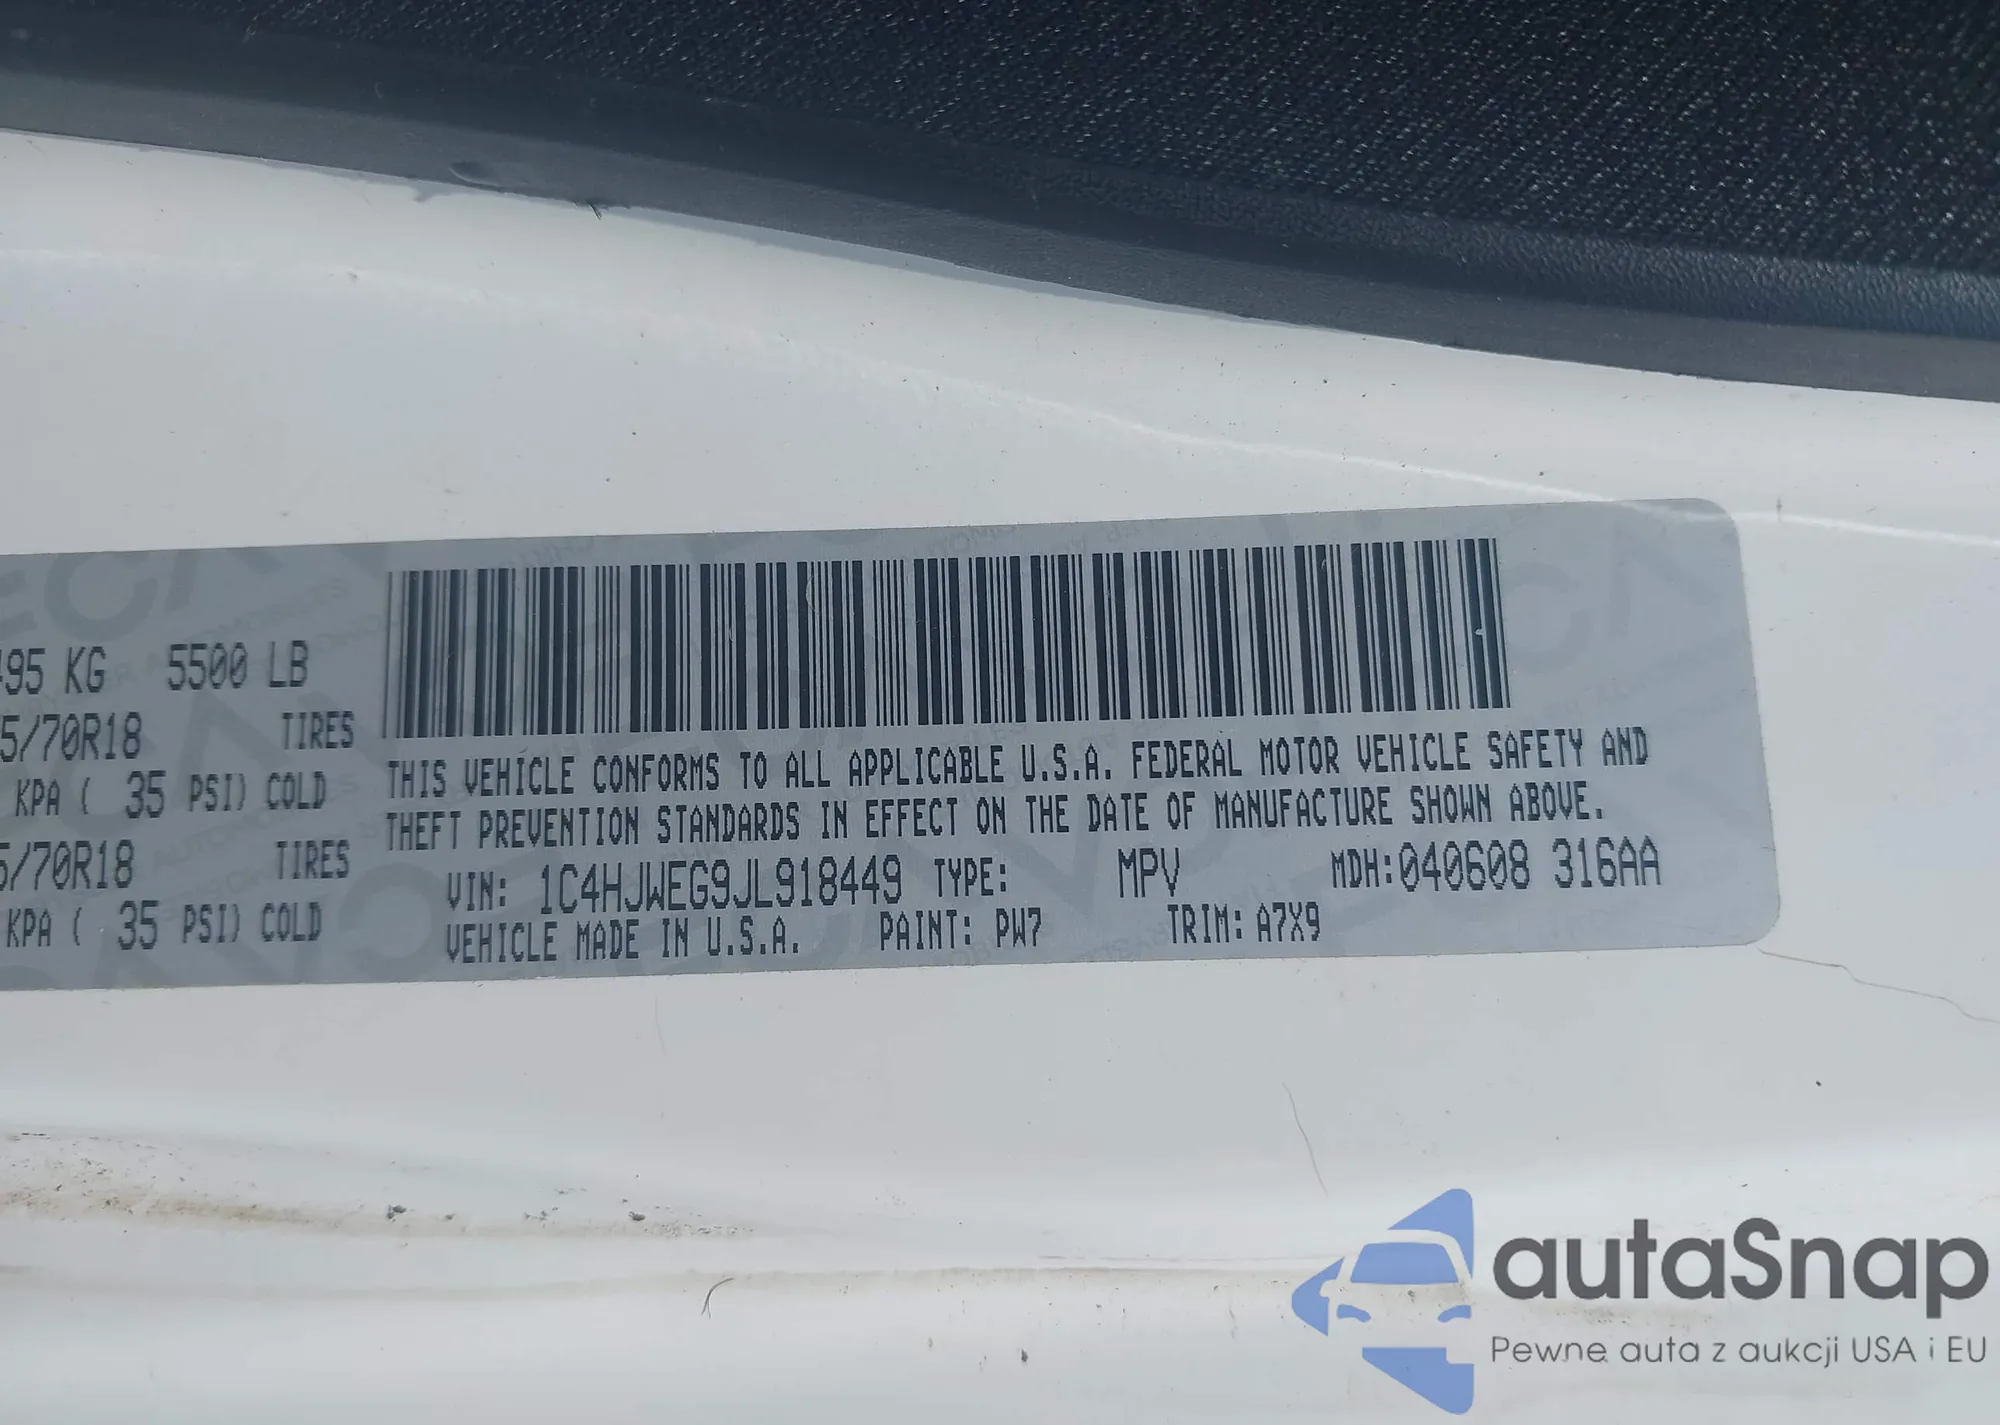 495 KG 5500 LB
5/70R18 TIRES
KPA ( 35 PSI) COLD
5/70R18 TIRES
KPA ( 35 PSI) COLD
THIS VEHICLE CONFORMS TO ALL APPLICABLE U.S.A. FEDERAL MOTOR VEHICLE SAFETY AND
THEFT PREVENTION STANDARDS IN EFFECT ON THE DATE OF MANUFACTURE SHOWN ABOVE.
VIN: 1C4HJWEG9JL918449 TYPE: MPV MDH:040608 316AA
VEHICLE MADE IN U.S.A. PAINT: PW7 TRIM: A7X9
autaSnap
Pewne auta z aukcji USA i EU